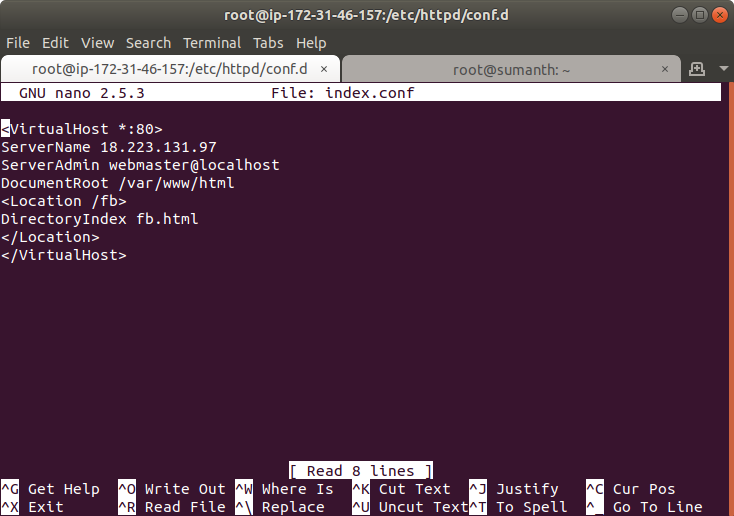 root@ip-172-31-46-157:/etc/httpd/conf.d
File Edit View Search Terminal Tabs Help
root@ip-172-31-46-157:/etc/httpd/conf.d × root@sumanth: ~ ×
GNU nano 2.5.3 File: index.conf
<VirtualHost *:80>
ServerName 18.223.131.97
ServerAdmin webmaster@localhost
DocumentRoot /var/www/html
<Location /fb>
DirectoryIndex fb.html
</Location>
</VirtualHost>
[ Read 8 lines ]
^G Get Help ^O Write Out ^W Where Is ^K Cut Text ^J Justify ^C Cur Pos
^X Exit ^R Read File ^\ Replace ^U Uncut Text ^T To Spell ^_ Go To Line